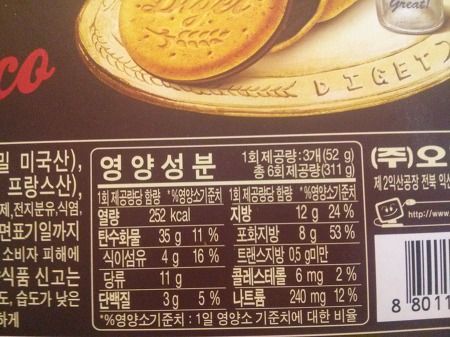 Diget
Great!
DIGET
co
밀 미국산),
프랑스산),
제, 전지분유, 식염,
면표기일까지
소비자 피해에
식품 신고는
도, 습도가 낮은
하게
영양성분
1회 제공량:3개(52 g)
총 6회 제공량(311 g)
1회 제공량당 함량 *%영양소기준치
열량 252 kcal
탄수화물 35 g 11 %
식이섬유 4 g 16 %
당류 11 g
단백질 3 g 5 %
1회 제공량당 함량 *%영양소기준치
지방 12 g 24 %
포화지방 8 g 53 %
트랜스지방 0.5 g미만
콜레스테롤 6 mg 2 %
나트륨 240 mg 12 %
*%영양소기준치 : 1일 영양소 기준치에 대한 비율
(주)오
제 2익산공장 전북 익산
http://www
8 8011